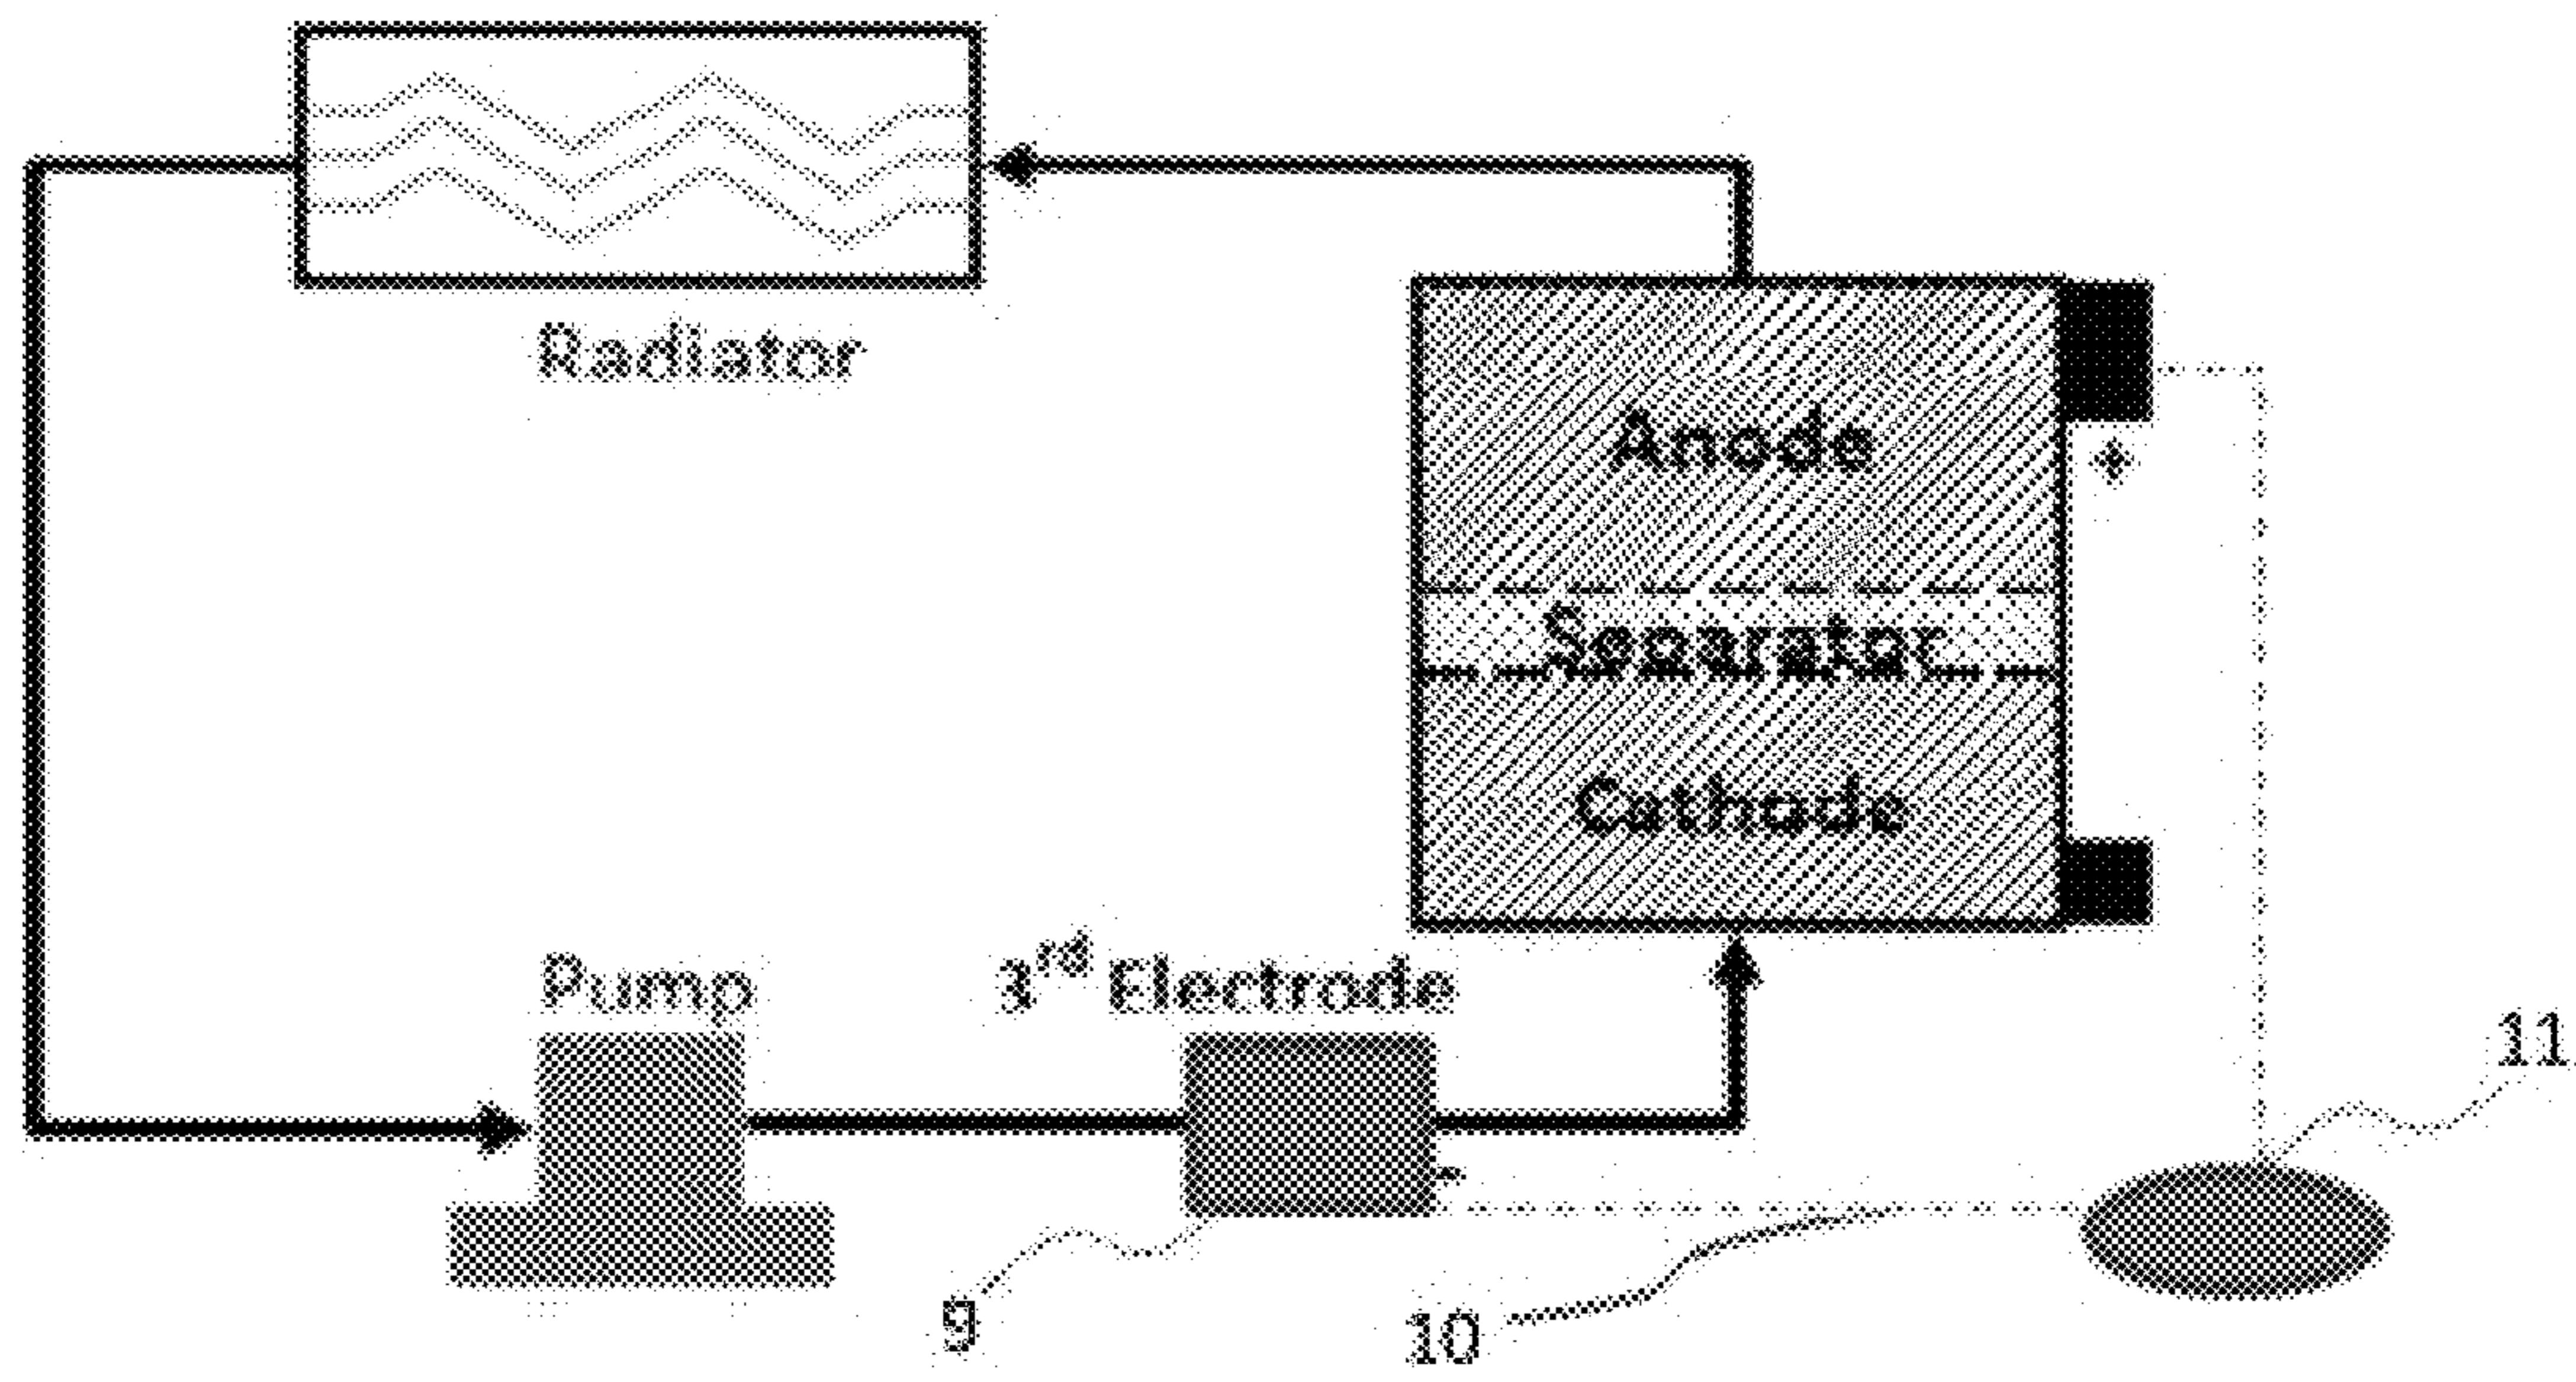 Radiator
Anode
+
Separator
Cathode
Pump
3rd Electrode
-
11
9
10